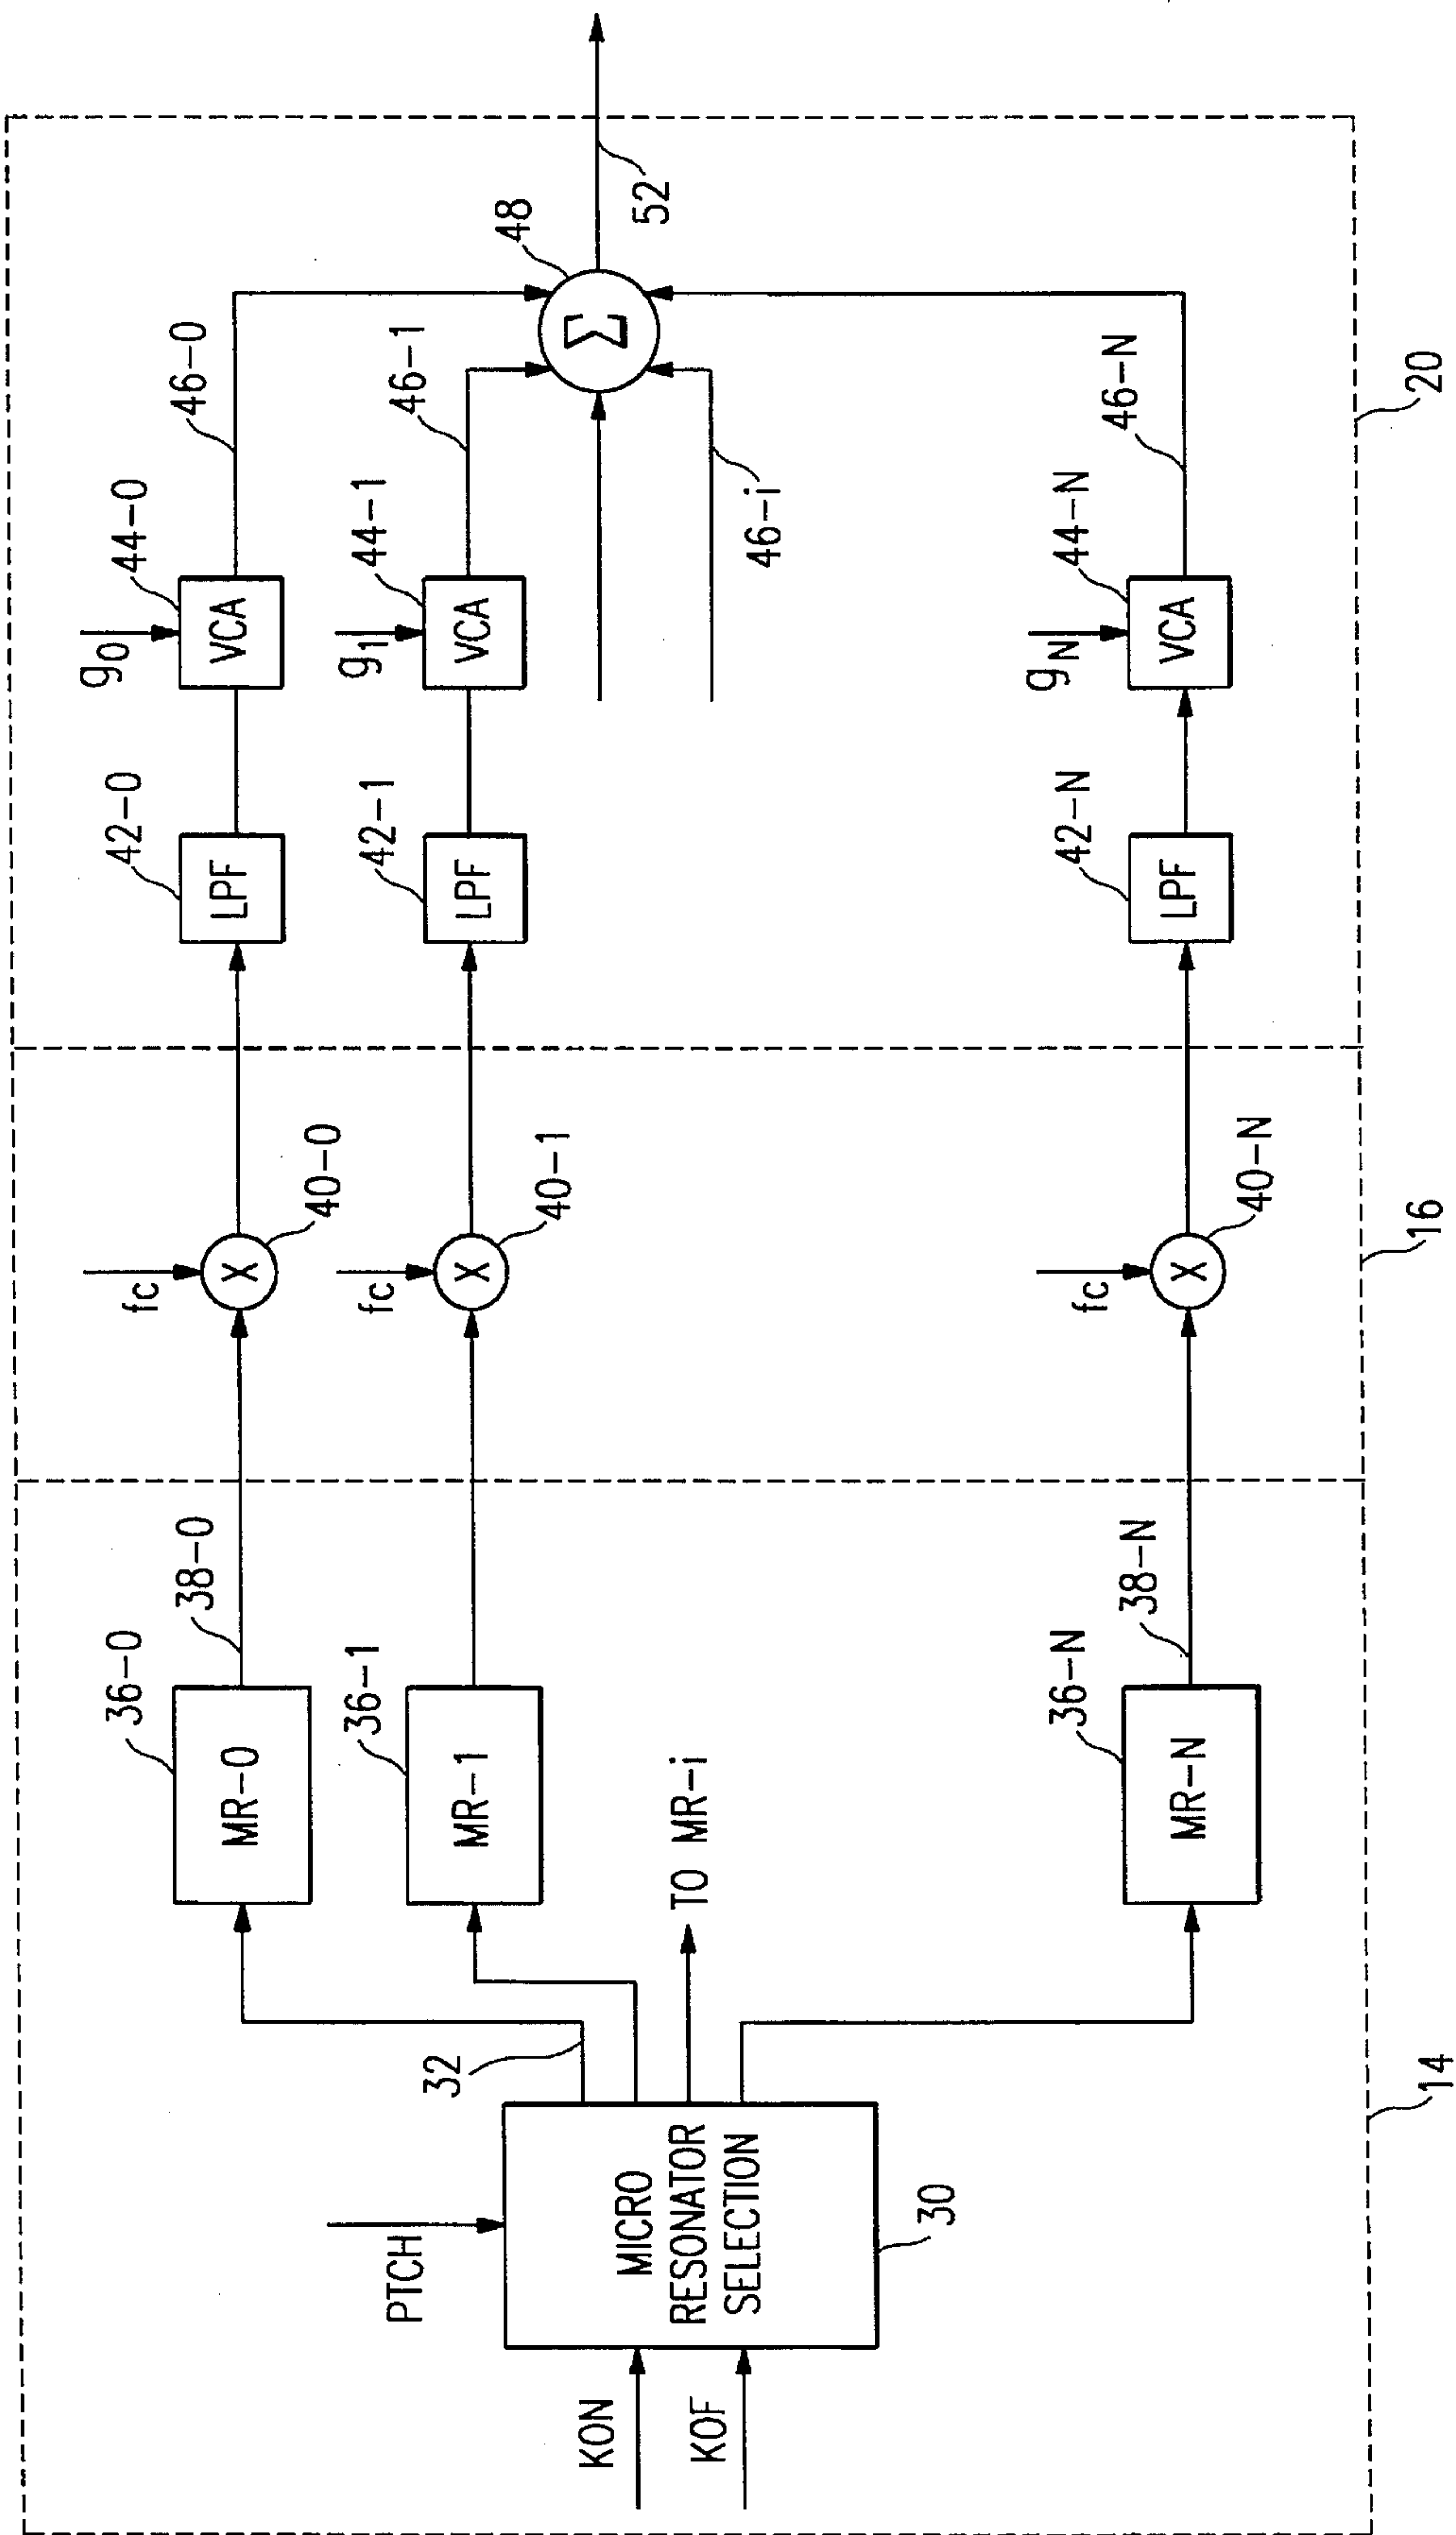 KON
KOF
PTCH
MICRO
RESONATOR
SELECTION
30
32
TO MR-i
36-0
MR-0
38-0
36-1
MR-1
36-N
MR-N
38-N
14
fc
X
40-0
fc
X
40-1
fc
X
40-N
16
42-0
LPF
g0
44-0
VCA
46-0
42-1
LPF
g1
44-1
VCA
46-1
46-i
42-N
LPF
gN
44-N
VCA
46-N
48
Σ
52
20